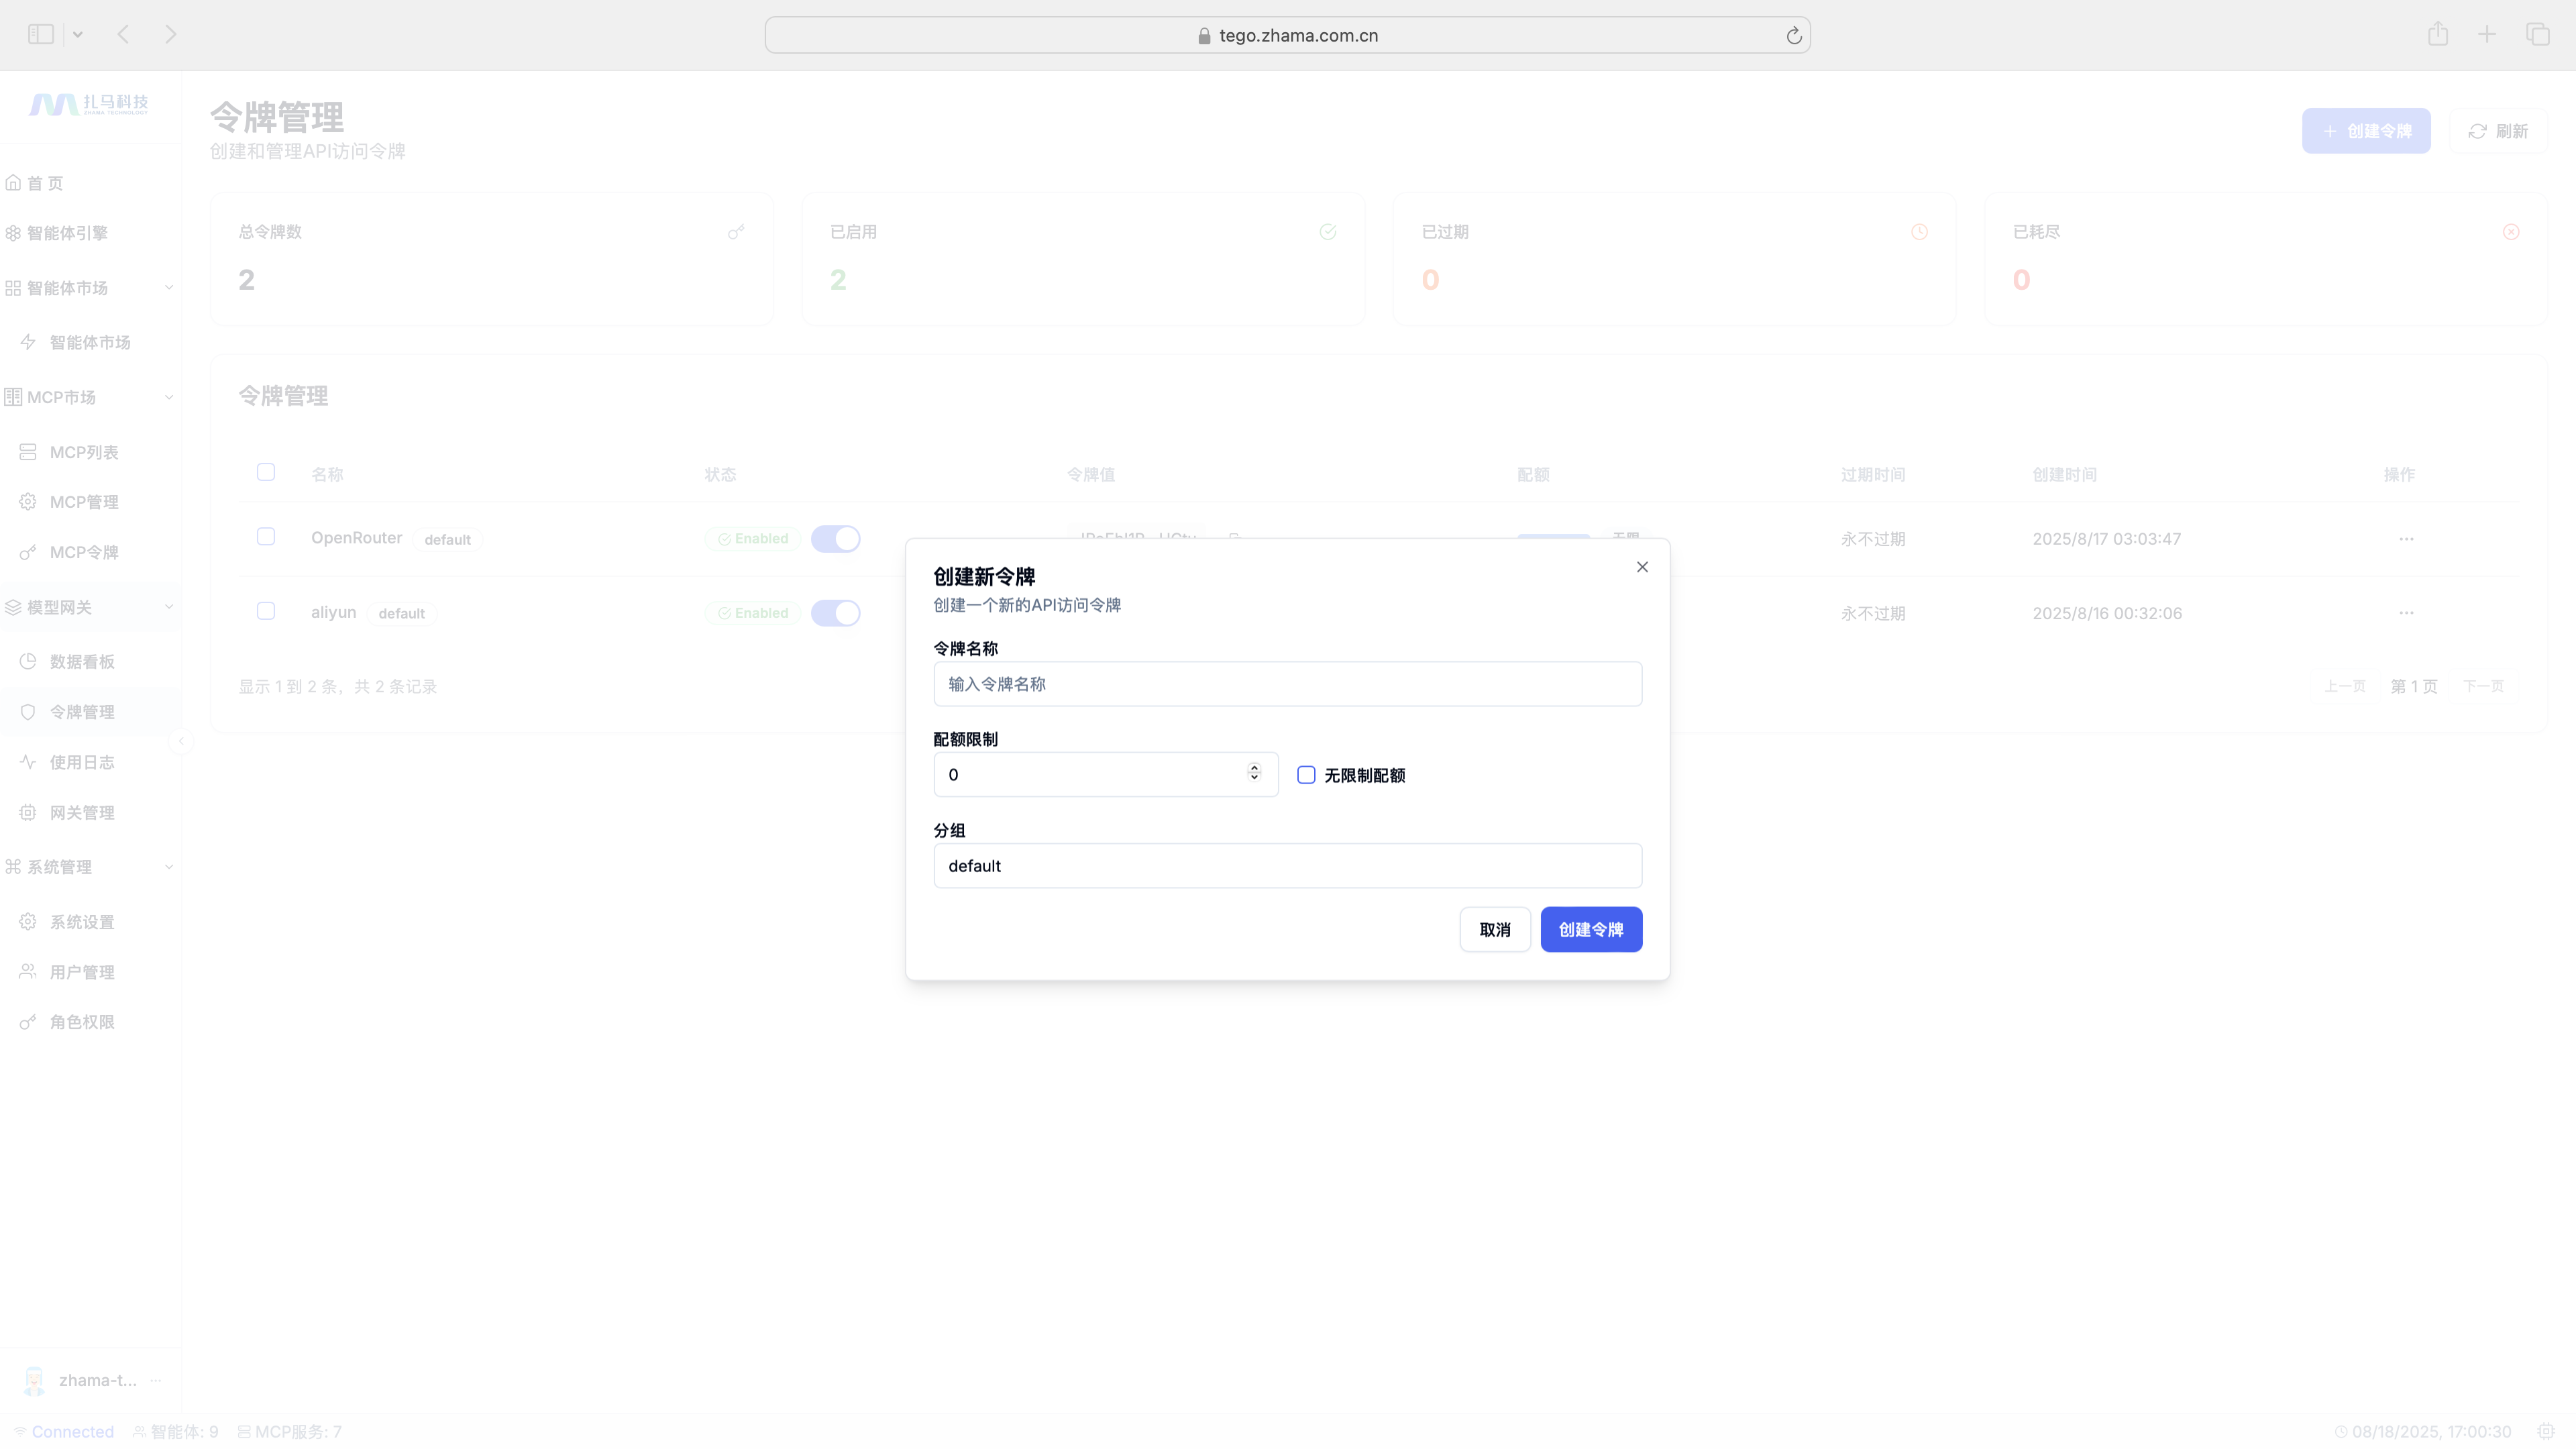 tego.zhama.com.cn
扎马科技
ZHAMA TECHNOLOGY
首 页
智能体引擎
智能体市场
智能体市场
MCP市场
MCP列表
MCP管理
MCP令牌
模型网关
数据看板
令牌管理
使用日志
网关管理
系统管理
系统设置
用户管理
角色权限
zhama-t...
令牌管理
创建和管理API访问令牌
创建令牌
刷新
总令牌数
2
已启用
2
已过期
0
已耗尽
0
令牌管理
名称 状态 令牌值 配额 过期时间 创建时间 操作
OpenRouter default Enabled 无限 永不过期 2025/8/17 03:03:47
aliyun default Enabled 永不过期 2025/8/16 00:32:06
显示 1 到 2 条，共 2 条记录
上一页 第 1 页 下一页
创建新令牌
创建一个新的API访问令牌
令牌名称
输入令牌名称
配额限制
0
无限制配额
分组
default
取消
创建令牌
Connected 智能体: 9 MCP服务: 7
08/18/2025, 17:00:30